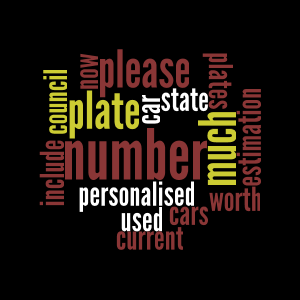 now
please
plates
council
plate
car
state
much
estimation
include
number
personalised
worth
used
cars
current